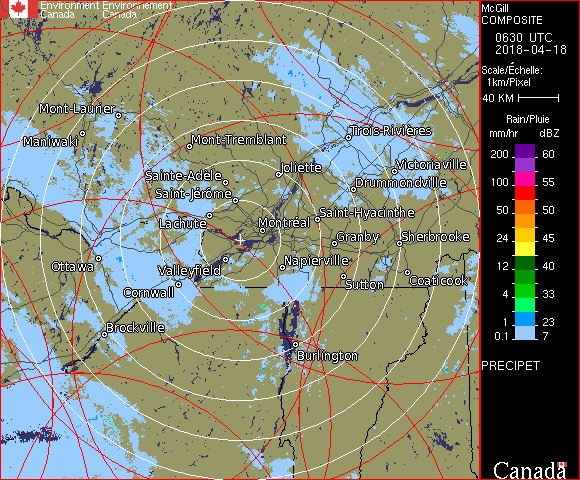 Environment Environnement
Canada Canada
McGill
COMPOSITE
0630 UTC
2018-04-18
Scale/Échelle:
1km/Pixel
40 KM
Rain/Pluie
mm/hr dBZ
200 60
100 55
50 50
24 45
12 40
4 33
1 23
0.1 7
PRECIPET
Canada
Mont-Laurier
Maniwaki
Mont-Tremblant
Trois-Rivières
Joliette
Victoriaville
Sainte-Adèle
Drummondville
Saint-Jérôme
Lachute
Saint-Hyacinthe
Montréal
Granby
Sherbrooke
Ottawa
Valleyfield
Napierville
Cornwall
Sutton
Coaticook
Brockville
Burlington